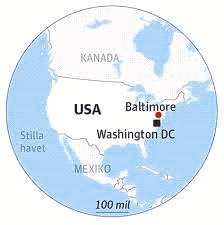 KANADA
USA
Baltimore
Washington DC
Stilla
havet
MEXIKO
100 mil